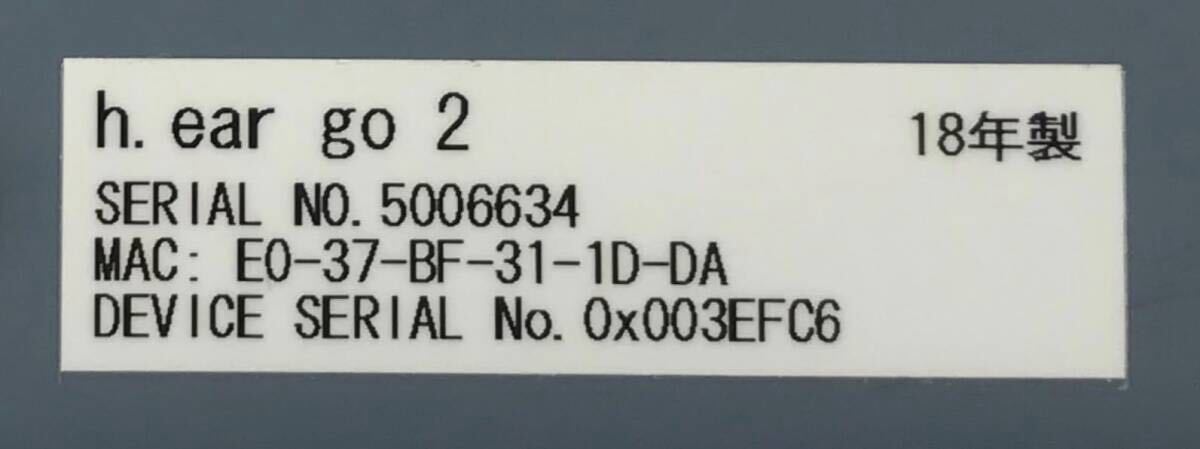 h.ear go 2 18年製
SERIAL NO.5006634
MAC: E0-37-BF-31-1D-DA
DEVICE SERIAL No.0x003EFC6